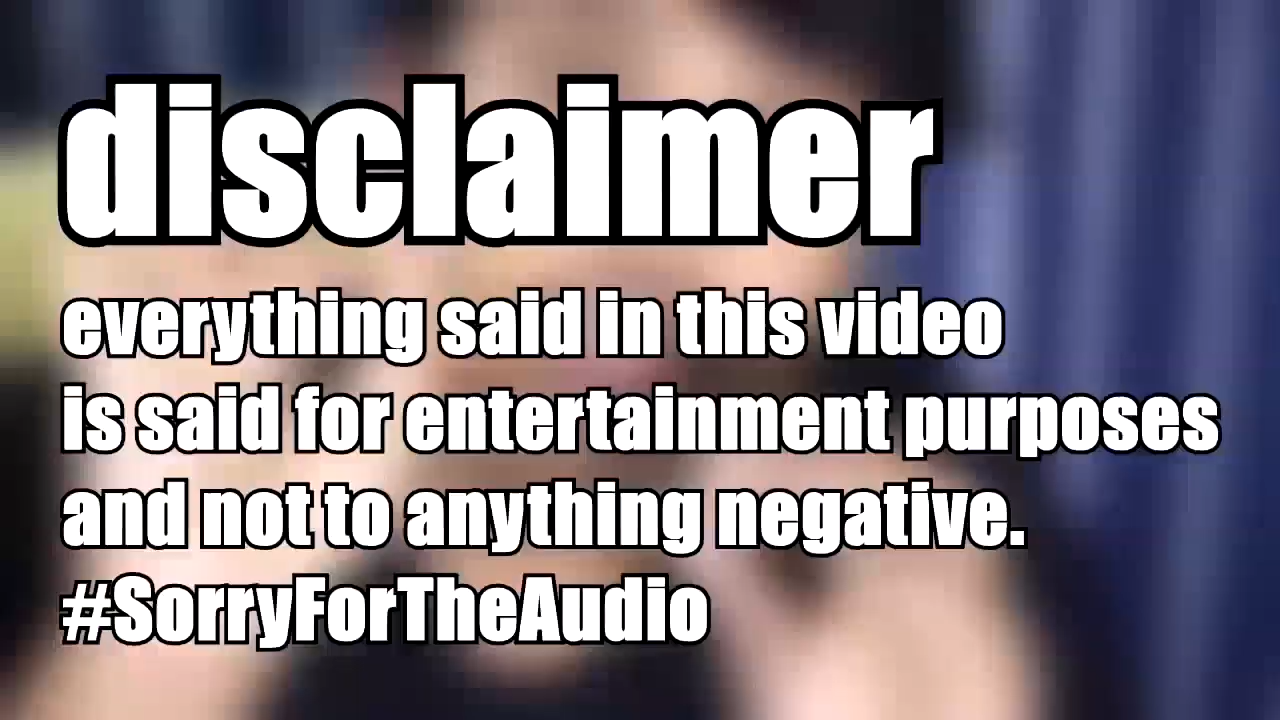 disclaimer
everything said in this video
is said for entertainment purposes
and not to anything negative.
#SorryForTheAudio